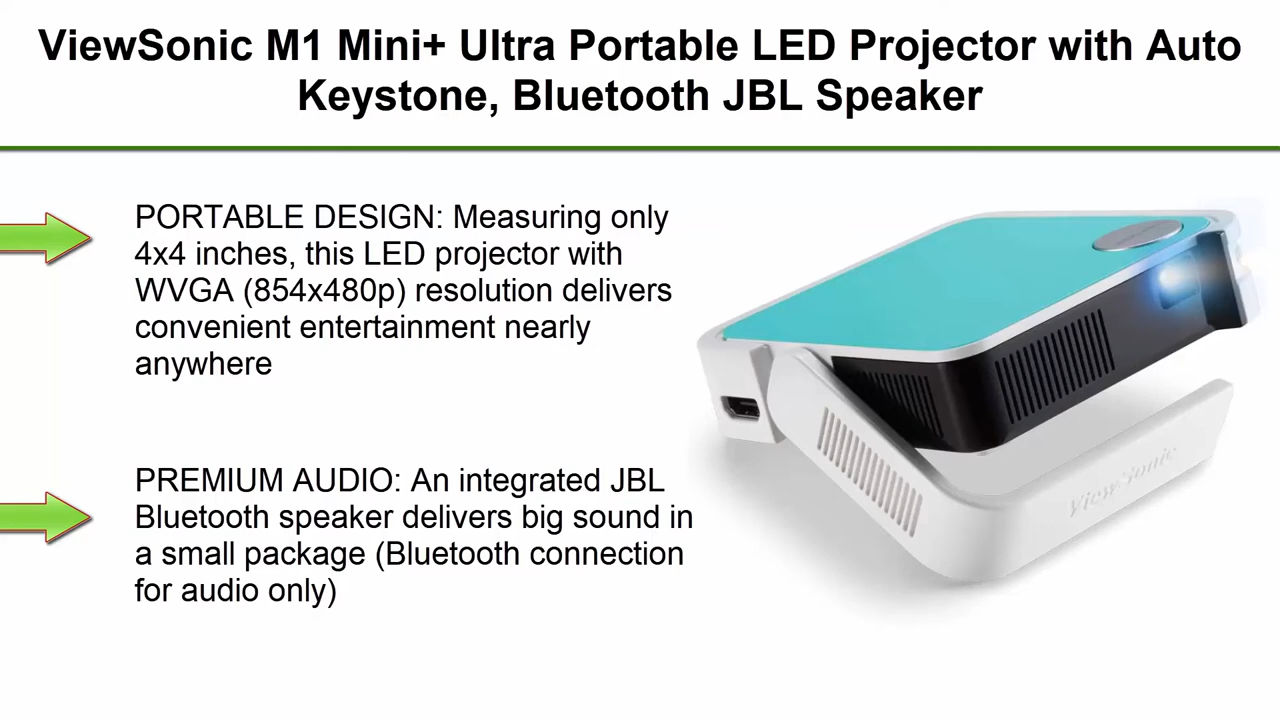 ViewSonic M1 Mini+ Ultra Portable LED Projector with Auto
Keystone, Bluetooth JBL Speaker
PORTABLE DESIGN: Measuring only
4x4 inches, this LED projector with
WVGA (854x480p) resolution delivers
convenient entertainment nearly
anywhere
PREMIUM AUDIO: An integrated JBL
Bluetooth speaker delivers big sound in
a small package (Bluetooth connection
for audio only)
ViewSonic